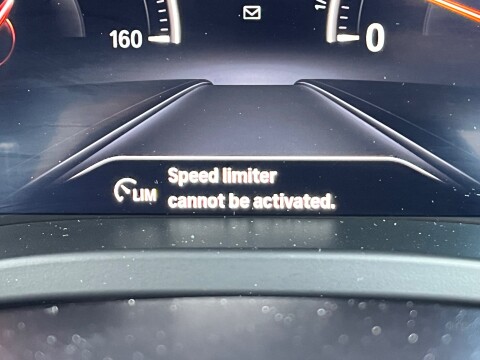 160
0
Speed limiter
LIM cannot be activated.